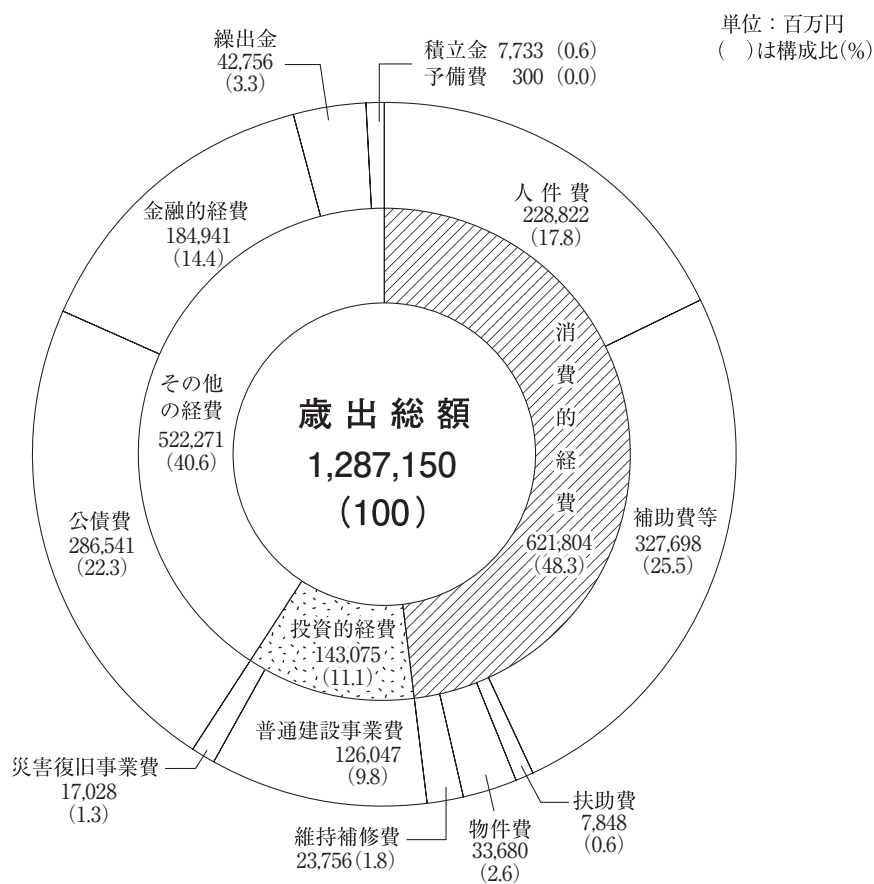 単位：百万円
(　)は構成比(%)
繰出金
42,756
(3.3)
積立金 7,733 (0.6)
予備費 300 (0.0)
人件費
228,822
(17.8)
金融的経費
184,941
(14.4)
消費的経費
621,804
(48.3)
その他
の経費
522,271
(40.6)
歳出総額
1,287,150
(100)
補助費等
327,698
(25.5)
公債費
286,541
(22.3)
投資的経費
143,075
(11.1)
普通建設事業費
126,047
(9.8)
災害復旧事業費
17,028
(1.3)
維持補修費
23,756(1.8)
物件費
33,680
(2.6)
扶助費
7,848
(0.6)